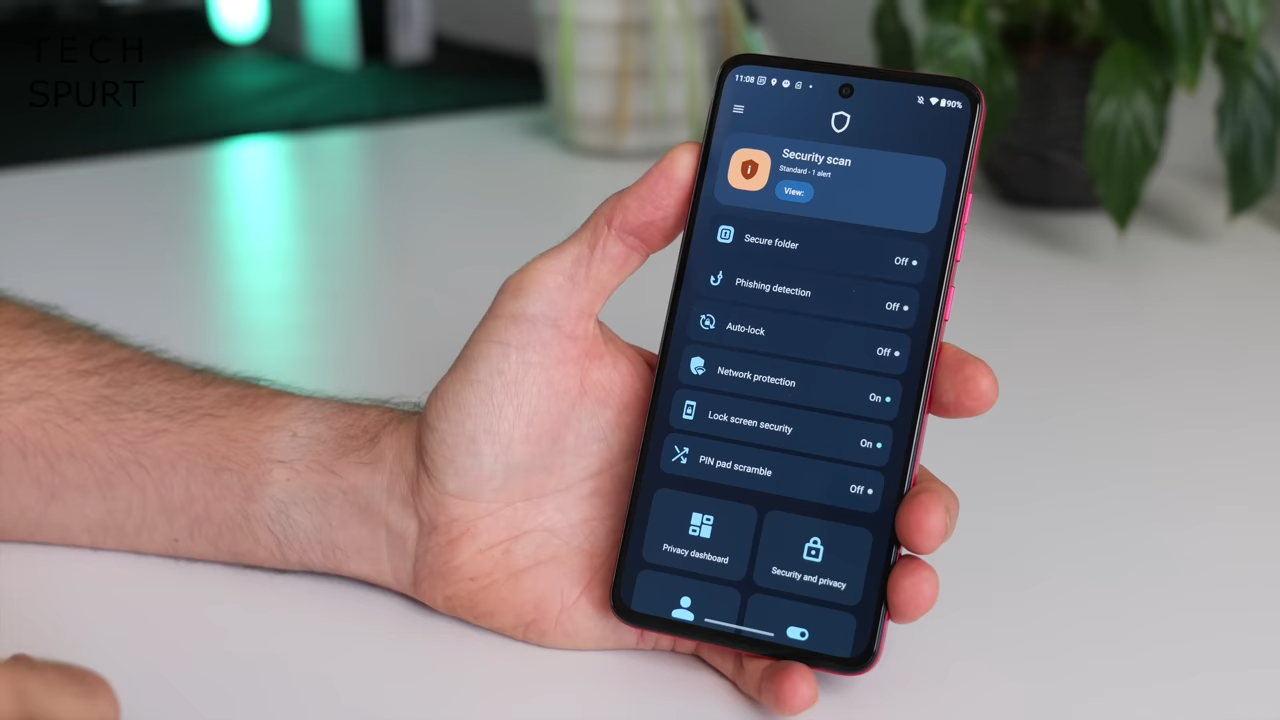 TECH
SPURT
11:08
90%
Security scan
Standard - 1 alert
View:
Secure folder
Off
Phishing detection
Off
Auto-lock
Off
Network protection
On
Lock screen security
On
PIN pad scramble
Off
Privacy dashboard
Security and privacy